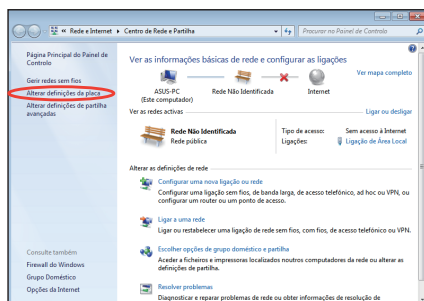 « Rede e Internet ▸ Centro de Rede e Partilha
Procurar no Painel de Controlo
Página Principal do Painel de
Controlo
Gerir redes sem fios
Alterar definições da placa
Alterar definições de partilha
avançadas
Ver as informações básicas de rede e configurar as ligações
Ver mapa completo
ASUS-PC
(Este computador)
Rede Não Identificada
Internet
Ver as redes activas
Ligar ou desligar
Rede Não Identificada
Rede pública
Tipo de acesso: Sem acesso à Internet
Ligações: Ligação de Área Local
Alterar as definições de rede
Configurar uma nova ligação ou rede
Configurar uma ligação sem fios, de banda larga, de acesso telefónico, ad hoc ou VPN, ou
configurar um router ou um ponto de acesso.
Ligar a uma rede
Ligar ou restabelecer uma ligação de rede sem fios, com fios, de acesso telefónico ou VPN.
Escolher opções de grupo doméstico e partilha
Aceder a ficheiros e impressoras localizados noutros computadores da rede ou alterar as
definições de partilha.
Resolver problemas
Diagnosticar e reparar problemas de rede ou obter informações de resolução de
Consulte também
Firewall do Windows
Grupo Doméstico
Opções da Internet